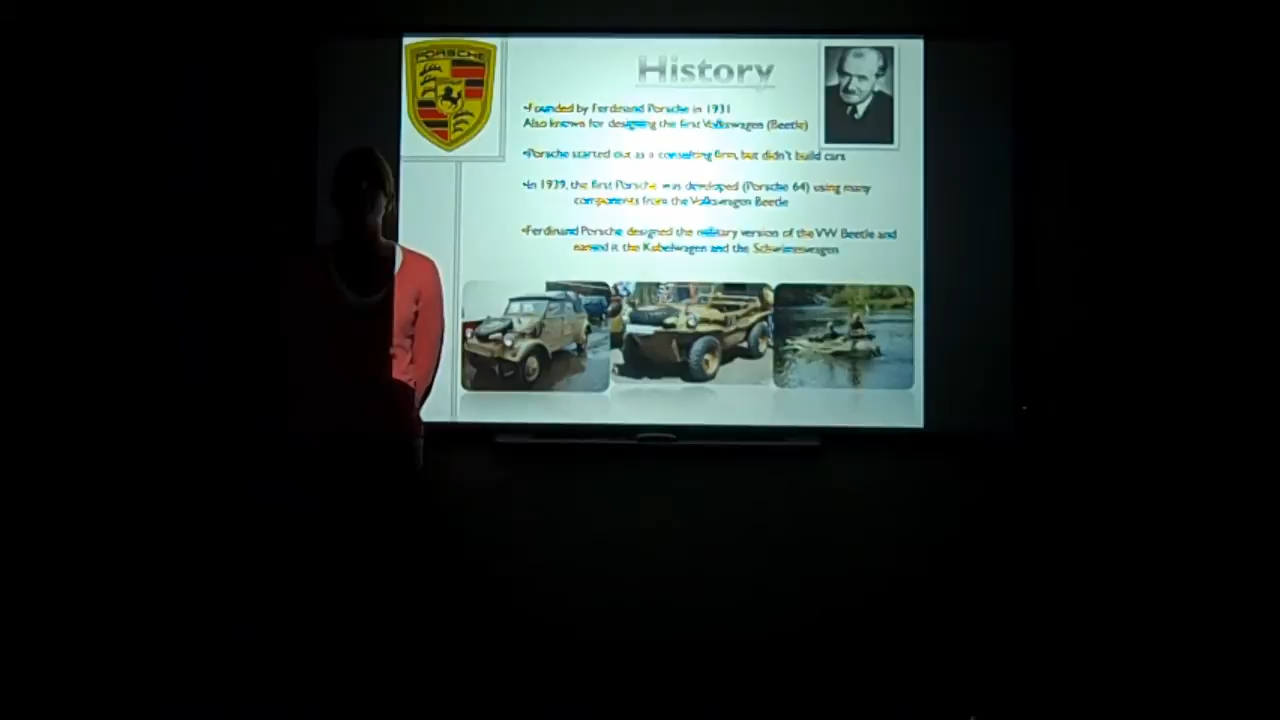 PORSCHE
History
•Founded by Ferdinand Porsche in 1931
Also known for designing the first Volkswagen (Beetle)
•Porsche started out as a consulting firm, but didn't build cars
•In 1939, the first Porsche was developed (Porsche 64) using many
components from the Volkswagen Beetle
•Ferdinand Porsche designed the military version of the VW Beetle and
named it the Kubelwagen and the Schwimmwagen